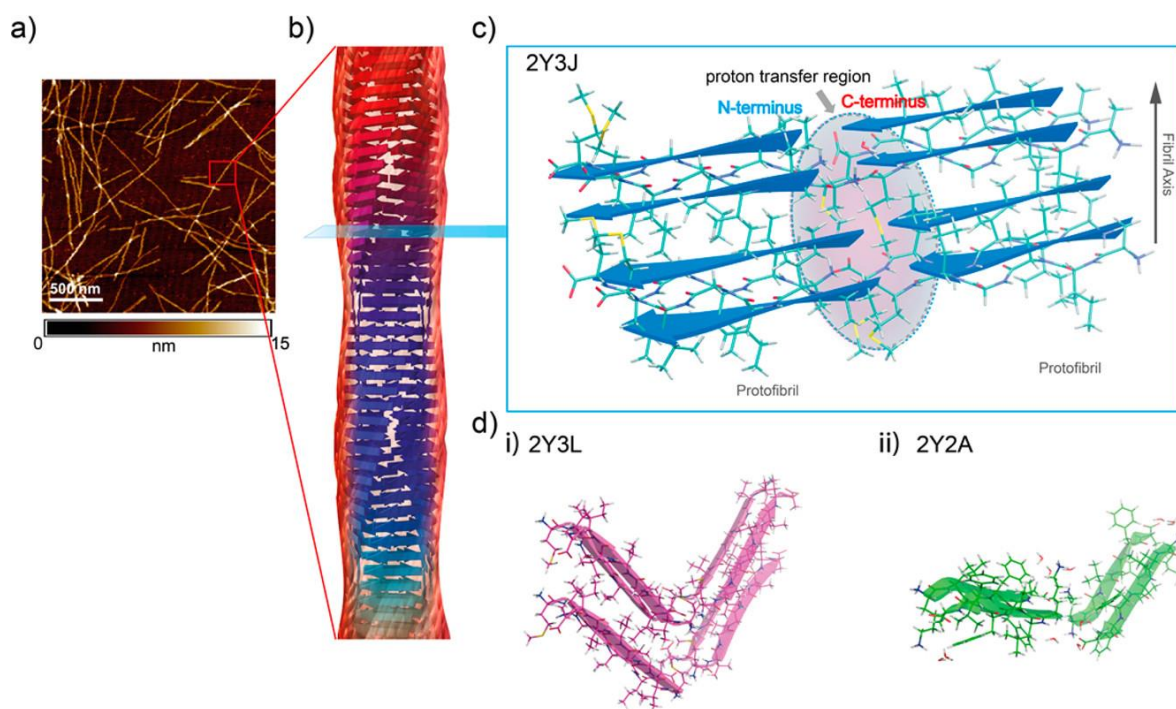 a)
500 nm
0 nm 15
b)
c)
2Y3J
proton transfer region
N-terminus C-terminus
Fibril Axis
Protofibril
Protofibril
d)
i) 2Y3L
ii) 2Y2A